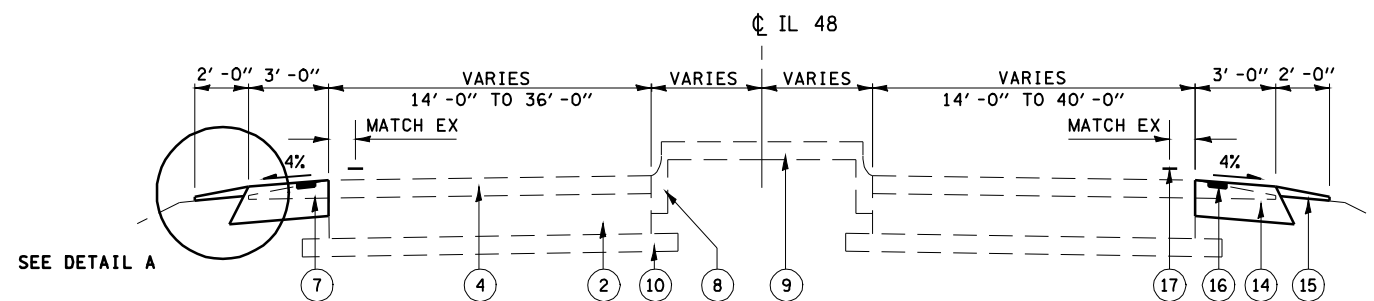 ℄ IL 48
2'-0" 3'-0" VARIES VARIES VARIES VARIES 3'-0" 2'-0"
14'-0" TO 36'-0" 14'-0" TO 40'-0"
MATCH EX MATCH EX
4% 4%
SEE DETAIL A
7 4 2 10 8 9 17 16 14 15